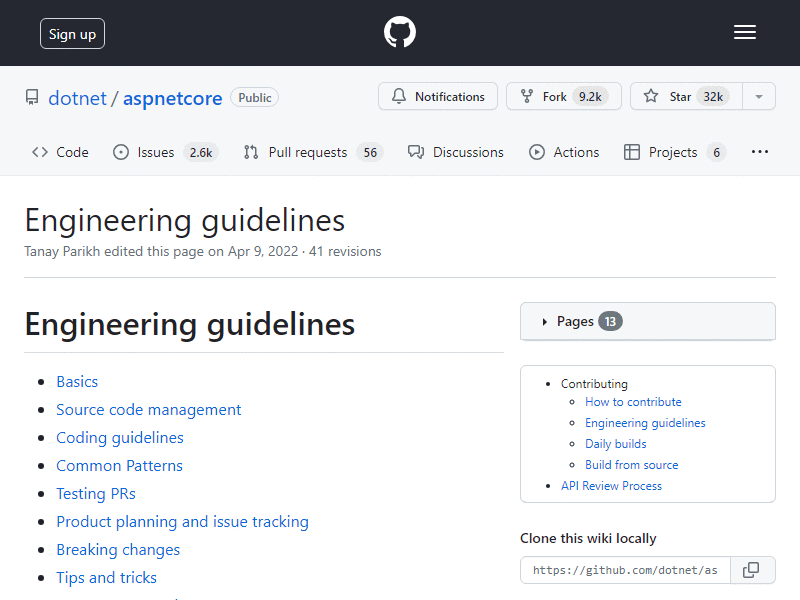 Sign up
dotnet / aspnetcore Public
Notifications Fork 9.2k Star 32k
Code Issues 2.6k Pull requests 56 Discussions Actions Projects 6
Engineering guidelines
Tanay Parikh edited this page on Apr 9, 2022 · 41 revisions
Engineering guidelines
Basics
Source code management
Coding guidelines
Common Patterns
Testing PRs
Product planning and issue tracking
Breaking changes
Tips and tricks
Pages 13
Contributing
How to contribute
Engineering guidelines
Daily builds
Build from source
API Review Process
Clone this wiki locally
https://github.com/dotnet/as